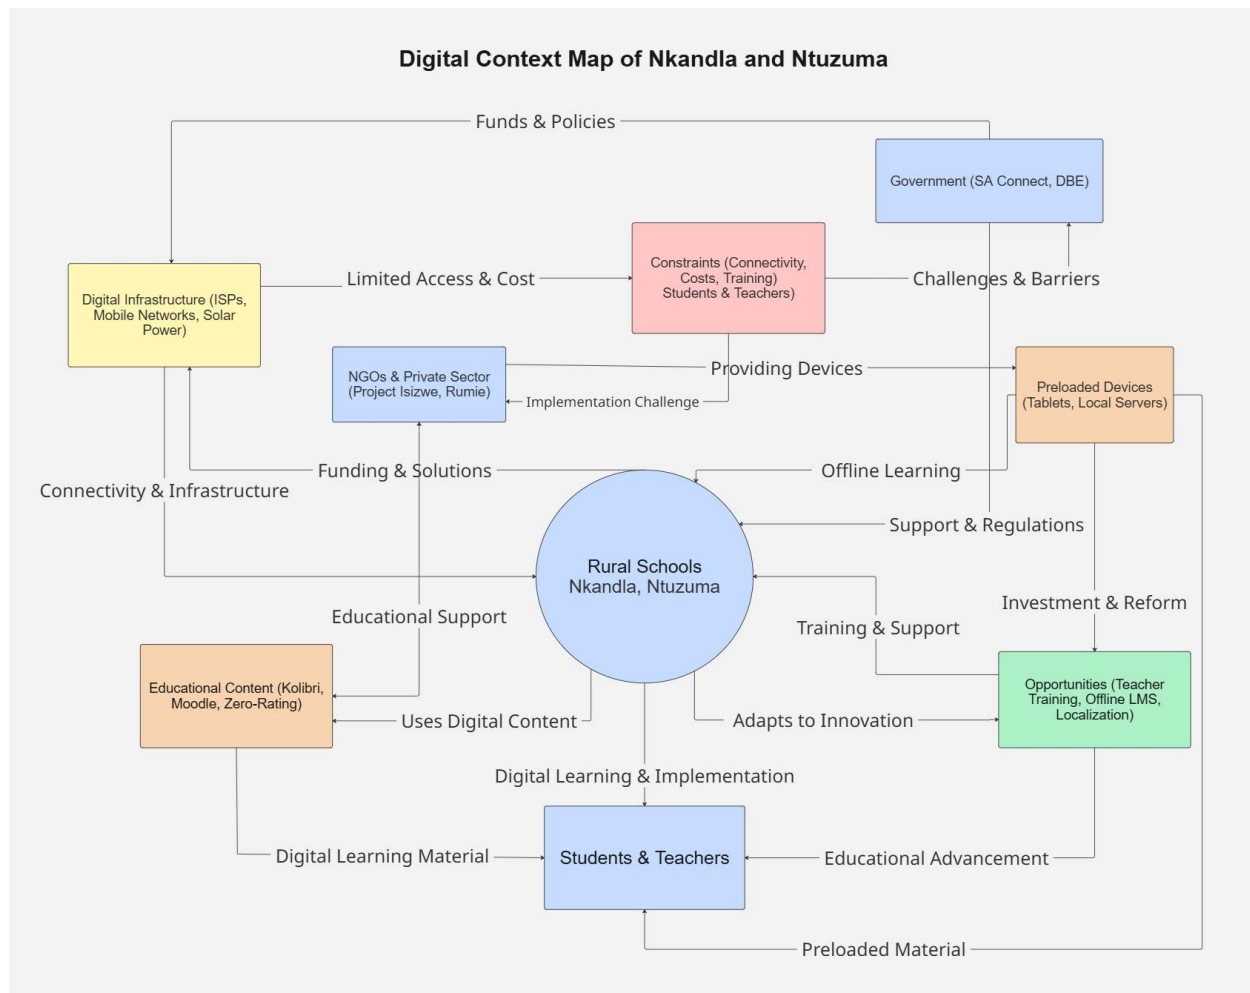 Digital Context Map of Nkandla and Ntuzuma
Funds & Policies
Government (SA Connect, DBE)
Constraints (Connectivity,
Costs, Training)
Students & Teachers)
Limited Access & Cost
Challenges & Barriers
Digital Infrastructure (ISPs,
Mobile Networks, Solar
Power)
NGOs & Private Sector
(Project Isizwe, Rumie)
Providing Devices
Implementation Challenge
Preloaded Devices
(Tablets, Local Servers)
Funding & Solutions
Offline Learning
Connectivity & Infrastructure
Support & Regulations
Rural Schools
Nkandla, Ntuzuma
Investment & Reform
Educational Support
Training & Support
Educational Content (Kolibri,
Moodle, Zero-Rating)
Opportunities (Teacher
Training, Offline LMS,
Localization)
Uses Digital Content
Adapts to Innovation
Digital Learning & Implementation
Digital Learning Material
Students & Teachers
Educational Advancement
Preloaded Material